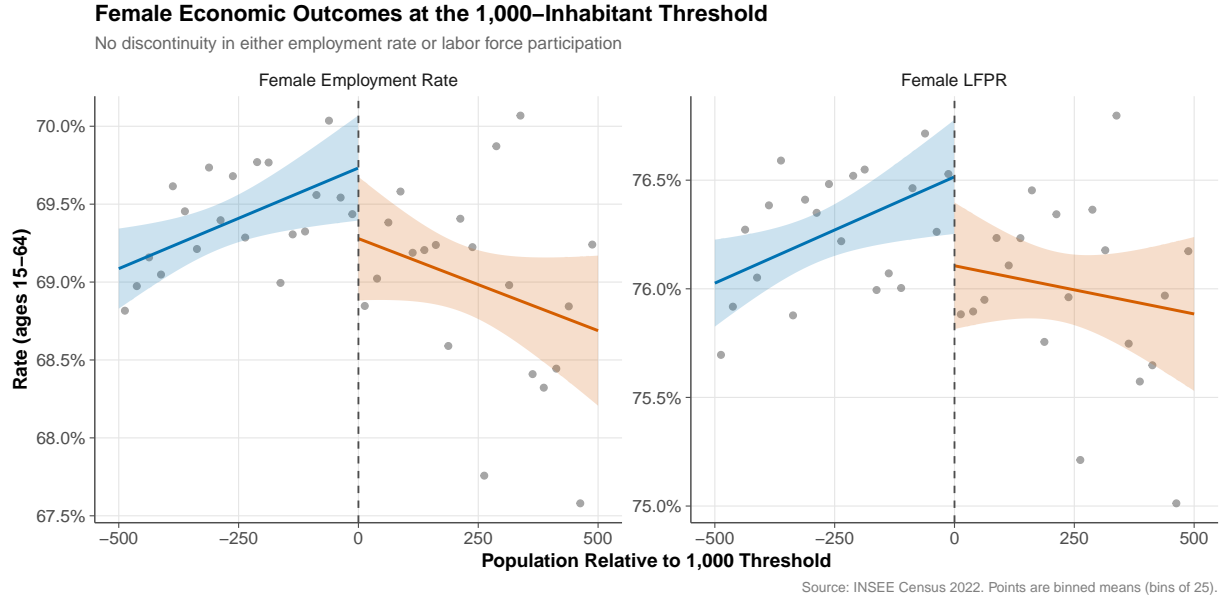 Female Economic Outcomes at the 1,000−Inhabitant Threshold
No discontinuity in either employment rate or labor force participation
Female Employment Rate
Female LFPR
Rate (ages 15−64)
70.0%
69.5%
69.0%
68.5%
68.0%
67.5%
76.5%
76.0%
75.5%
75.0%
−500 −250 0 250 500
−500 −250 0 250 500
Population Relative to 1,000 Threshold
Source: INSEE Census 2022. Points are binned means (bins of 25).